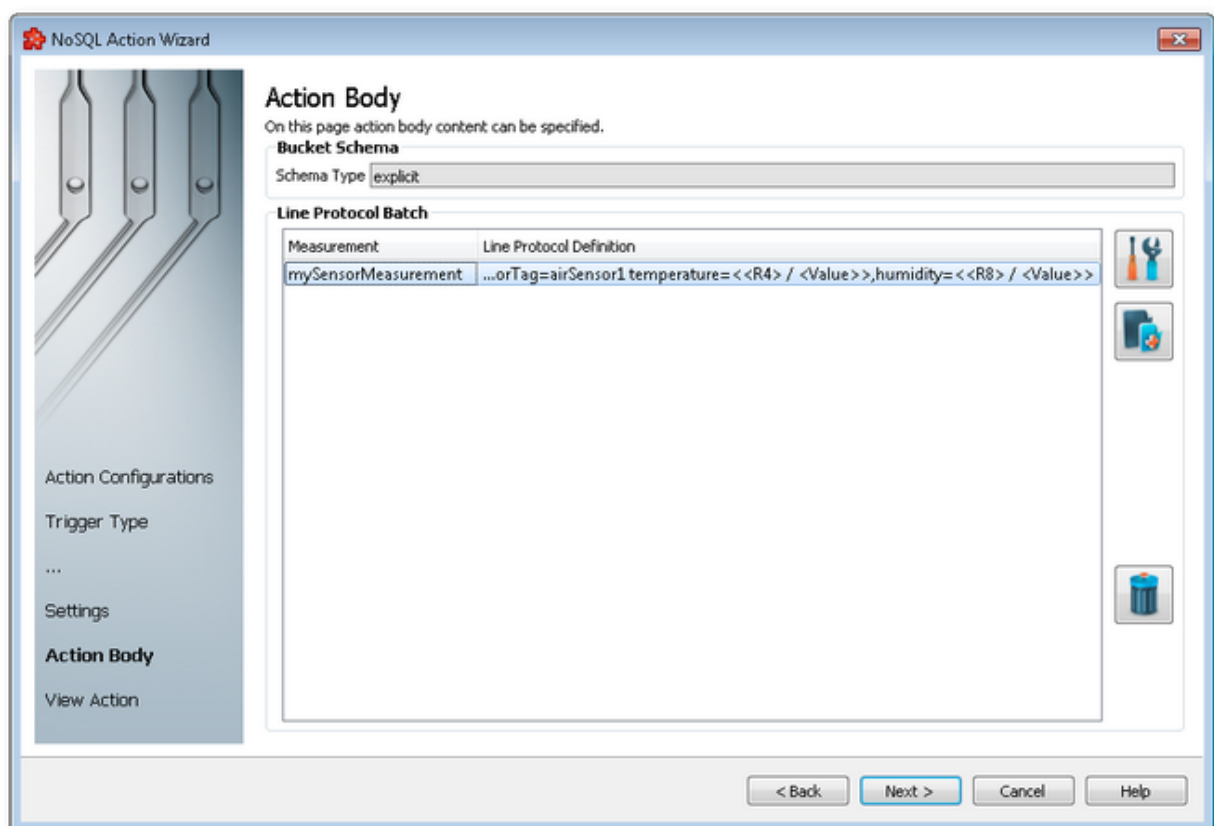 NoSQL Action Wizard
Action Body
On this page action body content can be specified.
Bucket Schema
Schema Type explicit
Line Protocol Batch
Measurement Line Protocol Definition
mySensorMeasurement ...orTag=airSensor1 temperature=<<R4> / <Value>>,humidity=<<R8> / <Value>>
Action Configurations
Trigger Type
...
Settings
Action Body
View Action
< Back Next > Cancel Help